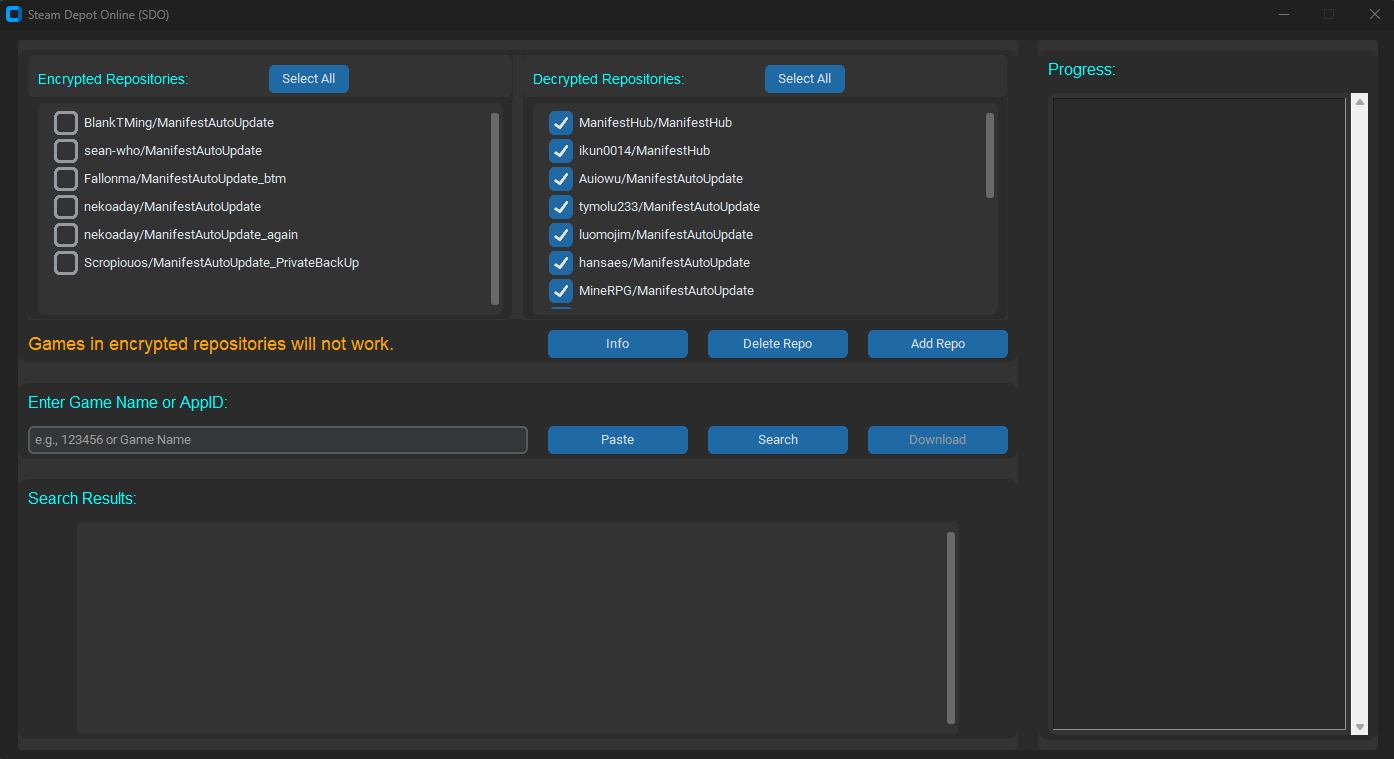 Steam Depot Online (SDO)
Encrypted Repositories:
Select All
BlankTMing/ManifestAutoUpdate
sean-who/ManifestAutoUpdate
Fallonma/ManifestAutoUpdate_btm
nekoaday/ManifestAutoUpdate
nekoaday/ManifestAutoUpdate_again
Scropiouos/ManifestAutoUpdate_PrivateBackUp
Decrypted Repositories:
Select All
ManifestHub/ManifestHub
ikun0014/ManifestHub
Auiowu/ManifestAutoUpdate
tymolu233/ManifestAutoUpdate
luomojim/ManifestAutoUpdate
hansaes/ManifestAutoUpdate
MineRPG/ManifestAutoUpdate
Games in encrypted repositories will not work.
Info
Delete Repo
Add Repo
Enter Game Name or AppID:
e.g., 123456 or Game Name
Paste
Search
Download
Search Results:
Progress: